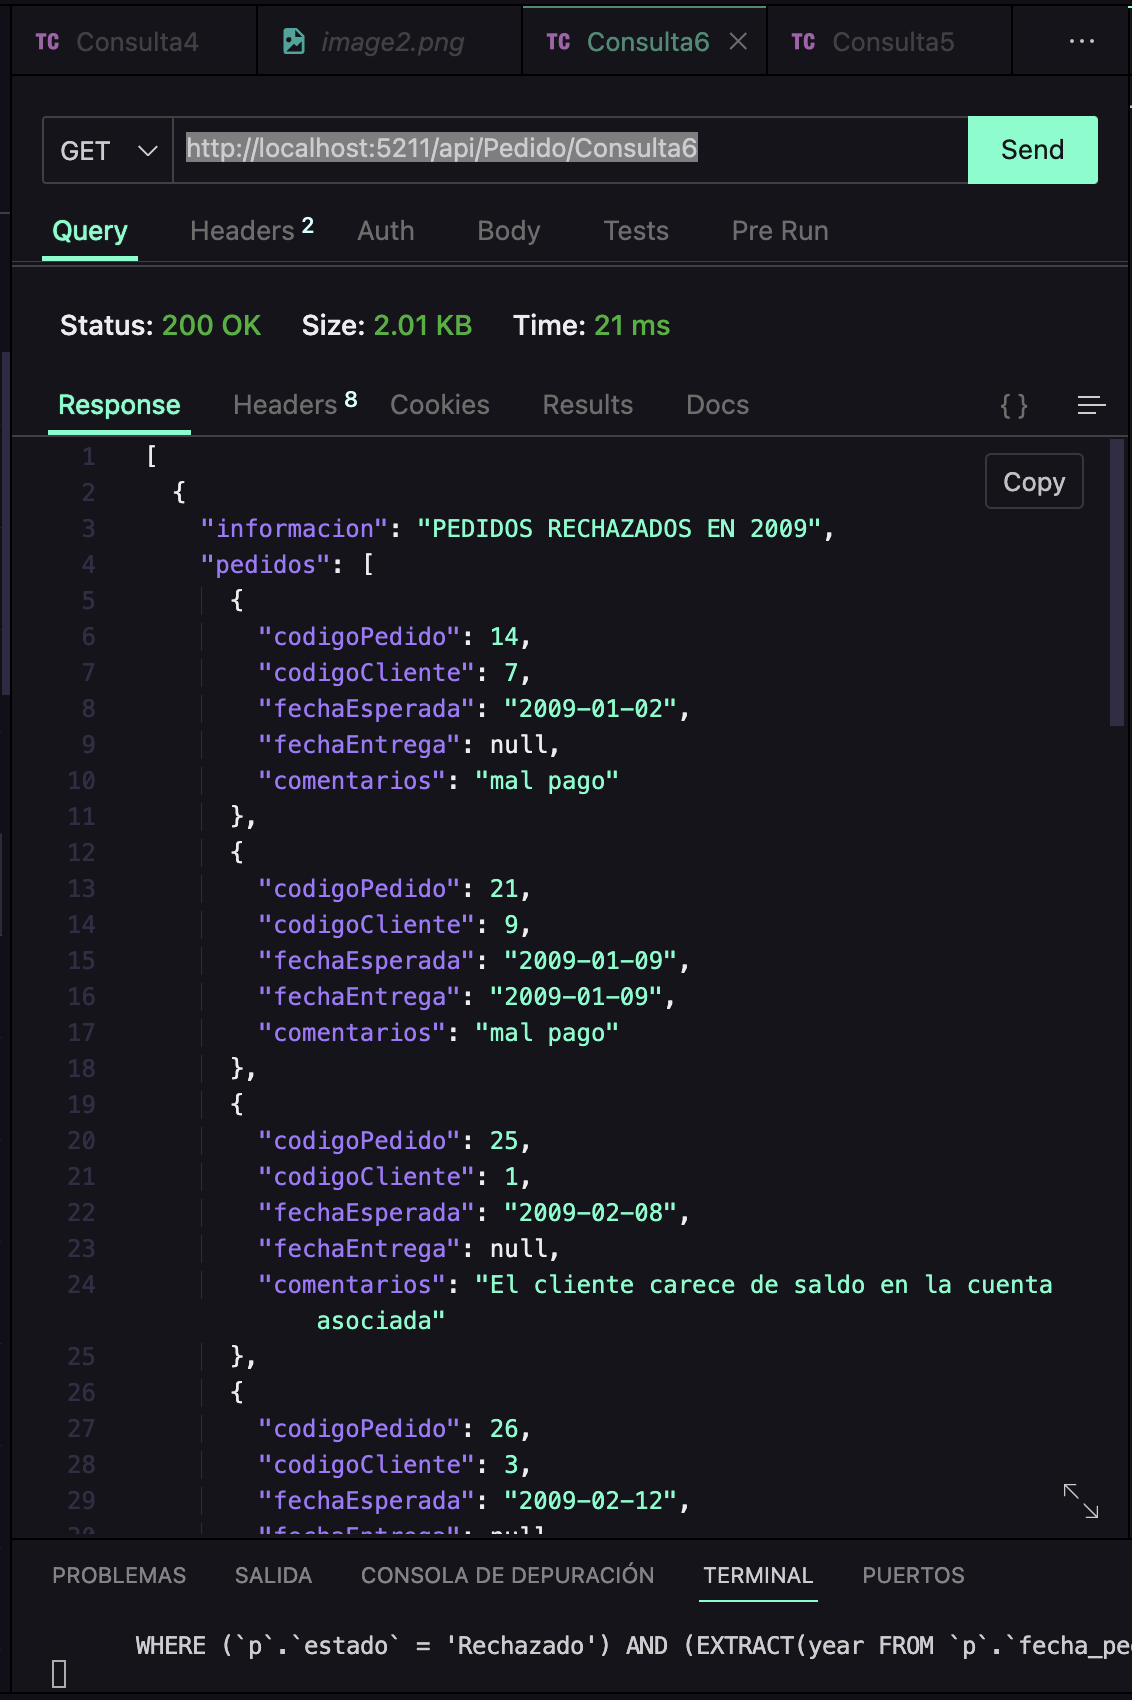 TC Consulta4 image2.png TC Consulta6 TC Consulta5 ···
GET http://localhost:5211/api/Pedido/Consulta6 Send
Query Headers 2 Auth Body Tests Pre Run
Status: 200 OK Size: 2.01 KB Time: 21 ms
Response Headers 8 Cookies Results Docs { }
Copy
1 [
2 {
3 "informacion": "PEDIDOS RECHAZADOS EN 2009",
4 "pedidos": [
5 {
6 "codigoPedido": 14,
7 "codigoCliente": 7,
8 "fechaEsperada": "2009-01-02",
9 "fechaEntrega": null,
10 "comentarios": "mal pago"
11 },
12 {
13 "codigoPedido": 21,
14 "codigoCliente": 9,
15 "fechaEsperada": "2009-01-09",
16 "fechaEntrega": "2009-01-09",
17 "comentarios": "mal pago"
18 },
19 {
20 "codigoPedido": 25,
21 "codigoCliente": 1,
22 "fechaEsperada": "2009-02-08",
23 "fechaEntrega": null,
24 "comentarios": "El cliente carece de saldo en la cuenta
asociada"
25 },
26 {
27 "codigoPedido": 26,
28 "codigoCliente": 3,
29 "fechaEsperada": "2009-02-12",
30 "fechaEntrega": null
PROBLEMAS SALIDA CONSOLA DE DEPURACIÓN TERMINAL PUERTOS
WHERE (`p`.`estado` = 'Rechazado') AND (EXTRACT(year FROM `p`.`fecha_pe